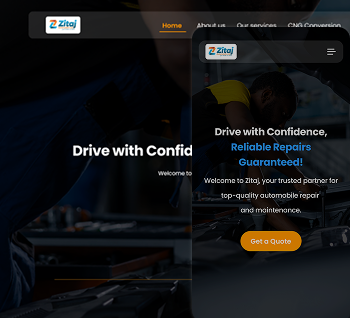 Zitaj
Home About us Our services CNG Conversion
Drive with Confid
Welcome to
Zitaj
Drive with Confidence,
Reliable Repairs
Guaranteed!
Welcome to Zitaj, your trusted partner for
top-quality automobile repair
and maintenance.
Get a Quote